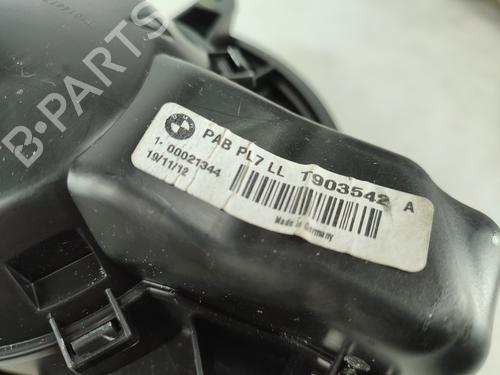 B-PARTS
PAB PL7 LL 1903542 A
1- 00021344
19/11/12
Made in Germany